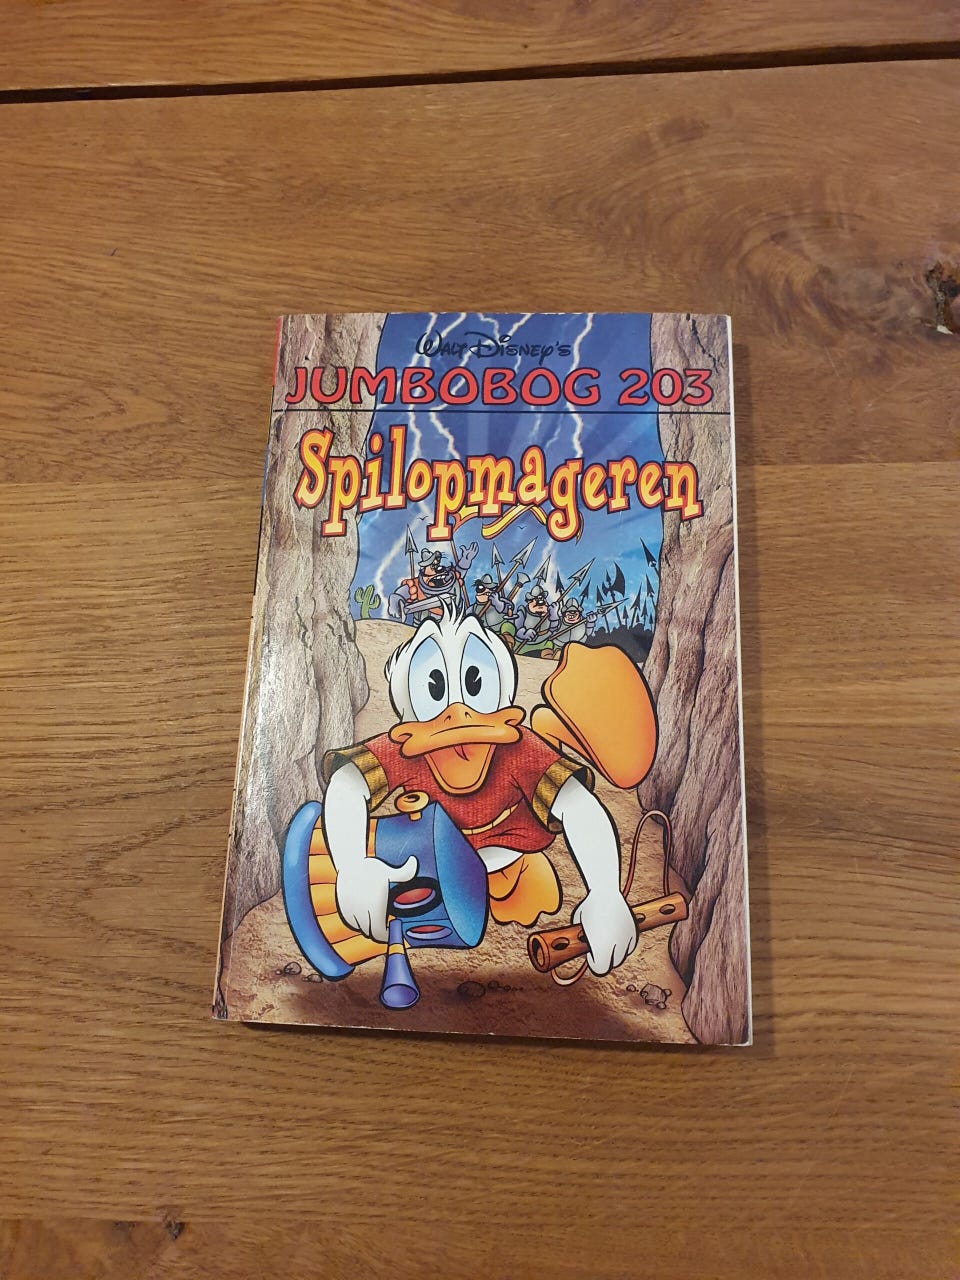 Walt Disney's
JUMBOBOG 203
Spilopmageren